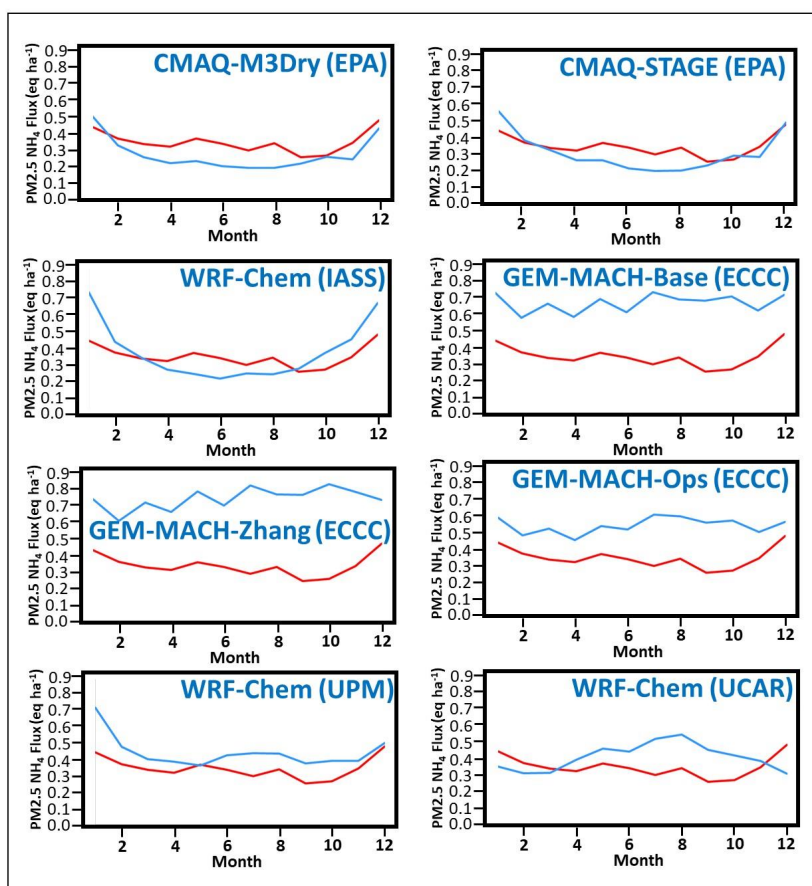 CMAQ-M3Dry (EPA)
PM2.5 NH₄ Flux (eq ha⁻¹)
0.9
0.8
0.7
0.6
0.5
0.4
0.3
0.2
0.1
0.0
2 4 6 8 10 12
Month
CMAQ-STAGE (EPA)
PM2.5 NH₄ Flux (eq ha⁻¹)
0.9
0.8
0.7
0.6
0.5
0.4
0.3
0.2
0.1
0.0
2 4 6 8 10 12
Month
WRF-Chem (IASS)
PM2.5 NH₄ Flux (eq ha⁻¹)
0.9
0.8
0.7
0.6
0.5
0.4
0.3
0.2
0.1
0.0
2 4 6 8 10 12
Month
GEM-MACH-Base (ECCC)
PM2.5 NH₄ Flux (eq ha⁻¹)
0.9
0.8
0.7
0.6
0.5
0.4
0.3
0.2
0.1
0.0
2 4 6 8 10 12
Month
GEM-MACH-Zhang (ECCC)
PM2.5 NH₄ Flux (eq ha⁻¹)
0.9
0.8
0.7
0.6
0.5
0.4
0.3
0.2
0.1
0.0
2 4 6 8 10 12
Month
GEM-MACH-Ops (ECCC)
PM2.5 NH₄ Flux (eq ha⁻¹)
0.9
0.8
0.7
0.6
0.5
0.4
0.3
0.2
0.1
0.0
2 4 6 8 10 12
Month
WRF-Chem (UPM)
PM2.5 NH₄ Flux (eq ha⁻¹)
0.9
0.8
0.7
0.6
0.5
0.4
0.3
0.2
0.1
0.0
2 4 6 8 10 12
Month
WRF-Chem (UCAR)
PM2.5 NH₄ Flux (eq ha⁻¹)
0.9
0.8
0.7
0.6
0.5
0.4
0.3
0.2
0.1
0.0
2 4 6 8 10 12
Month